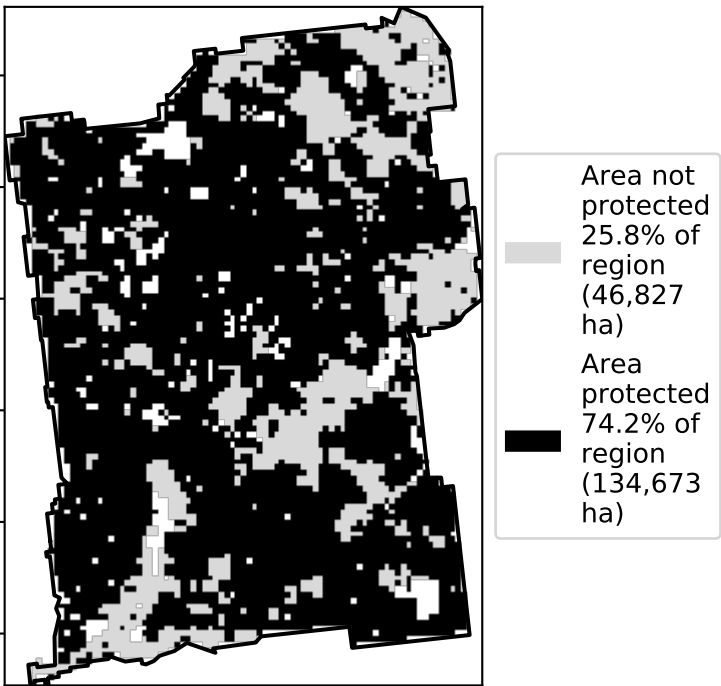 Area not
protected
25.8% of
region
(46,827
ha)
Area
protected
74.2% of
region
(134,673
ha)